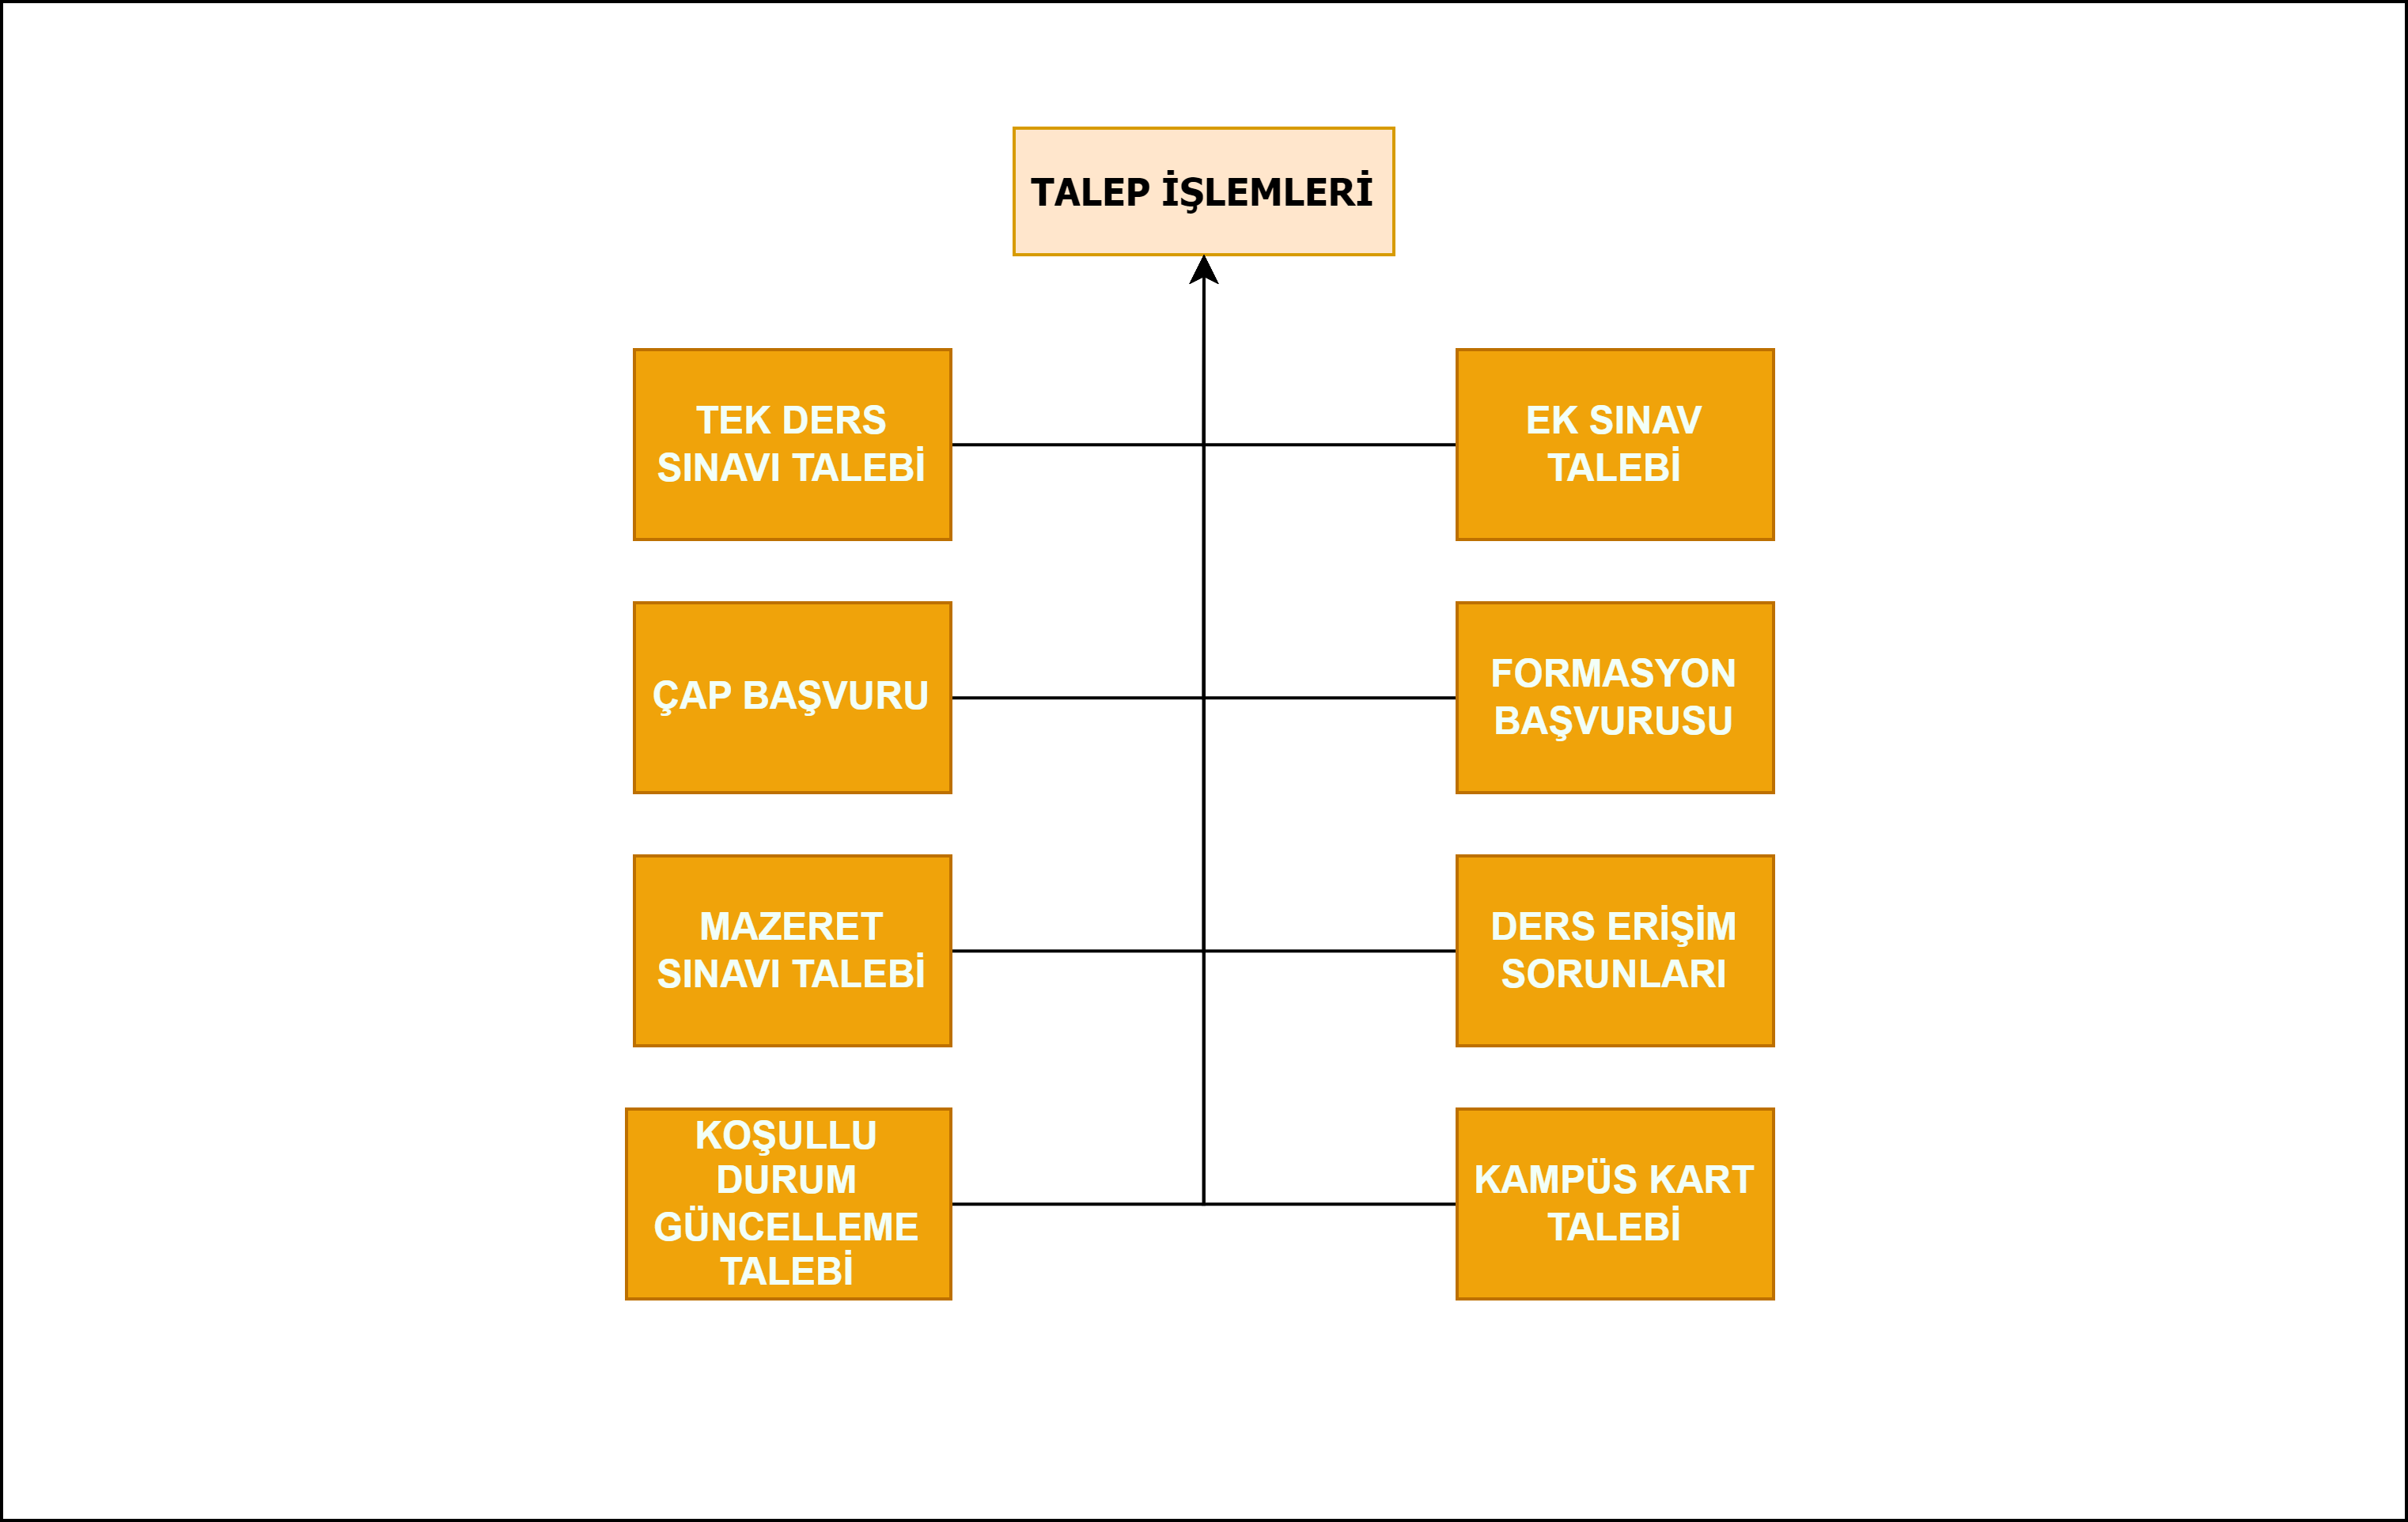 TALEP İŞLEMLERİ
TEK DERS
SINAVI TALEBİ
EK SINAV
TALEBİ
ÇAP BAŞVURU
FORMASYON
BAŞVURUSU
MAZERET
SINAVI TALEBİ
DERS ERİŞİM
SORUNLARI
KOŞULLU
DURUM
GÜNCELLEME
TALEBİ
KAMPÜS KART
TALEBİ